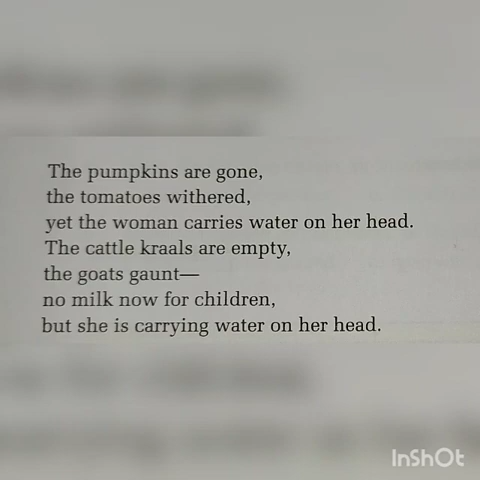 The pumpkins are gone,
the tomatoes withered,
yet the woman carries water on her head.
The cattle kraals are empty,
the goats gaunt—
no milk now for children,
but she is carrying water on her head.
InShOt